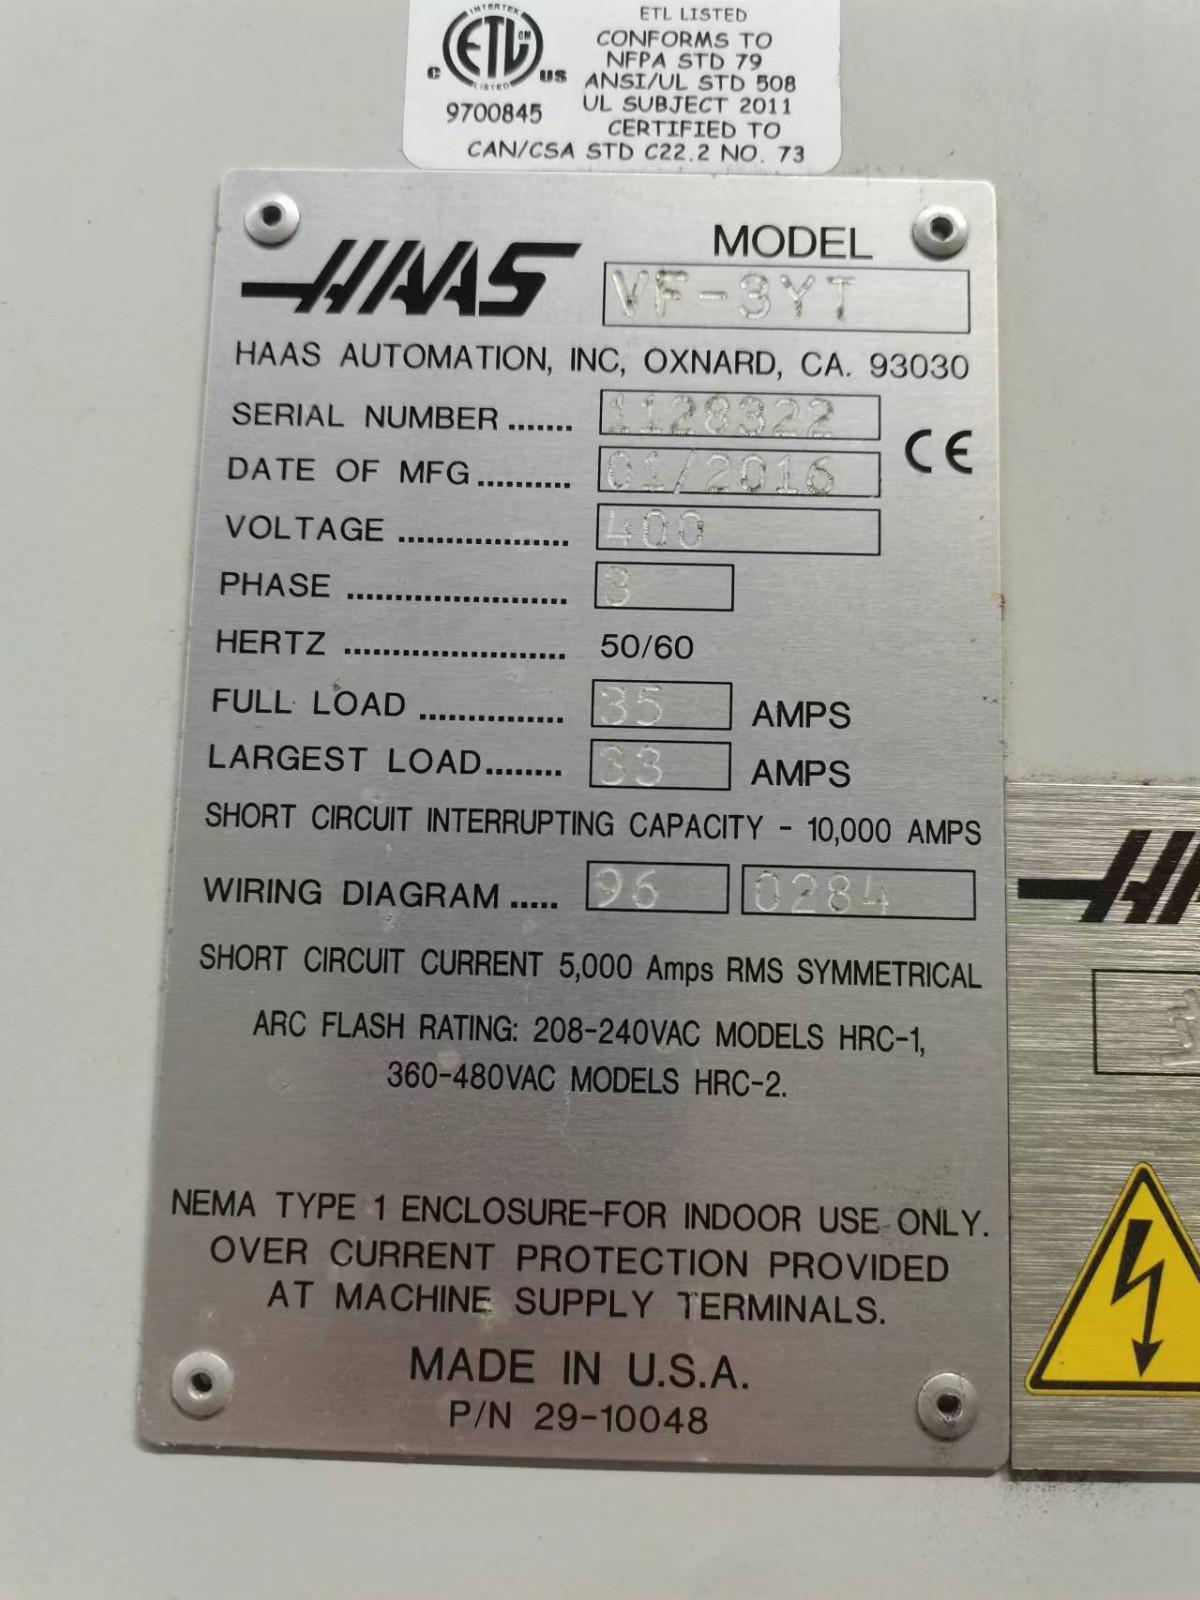 INTERTEK
ETL CM
LISTED
C US
9700845
ETL LISTED
CONFORMS TO
NFPA STD 79
ANSI/UL STD 508
UL SUBJECT 2011
CERTIFIED TO
CAN/CSA STD C22.2 NO. 73
HAAS
MODEL
VF-3YT
HAAS AUTOMATION, INC, OXNARD, CA. 93030
SERIAL NUMBER ....... 1128322
CE
DATE OF MFG .......... 01/2016
VOLTAGE .................. 400
PHASE ....................... 3
HERTZ ....................... 50/60
FULL LOAD ............... 35 AMPS
LARGEST LOAD........ 33 AMPS
SHORT CIRCUIT INTERRUPTING CAPACITY - 10,000 AMPS
WIRING DIAGRAM ..... 96 0284
SHORT CIRCUIT CURRENT 5,000 Amps RMS SYMMETRICAL
ARC FLASH RATING: 208-240VAC MODELS HRC-1,
360-480VAC MODELS HRC-2.
NEMA TYPE 1 ENCLOSURE-FOR INDOOR USE ONLY.
OVER CURRENT PROTECTION PROVIDED
AT MACHINE SUPPLY TERMINALS.
MADE IN U.S.A.
P/N 29-10048